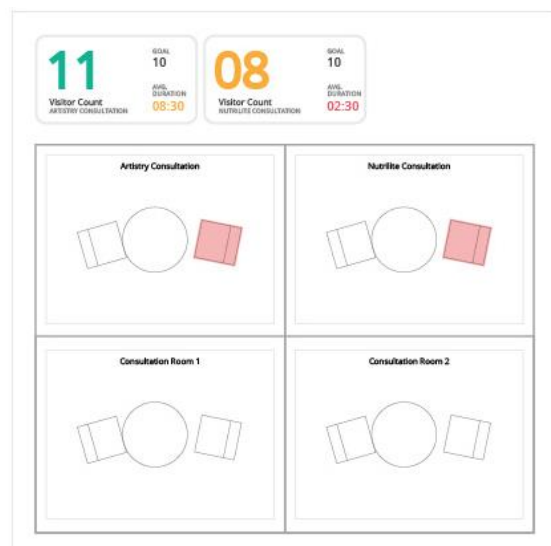 11
GOAL
10
AVG.
DURATION
08:30
Visitor Count
ARTISTRY CONSULTATION
08
GOAL
10
AVG.
DURATION
02:30
Visitor Count
NUTRILITE CONSULTATION
Artistry Consultation
Nutrilite Consultation
Consultation Room 1
Consultation Room 2